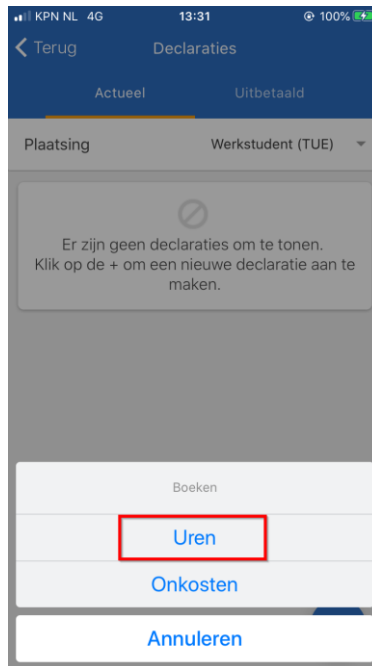 KPN NL 4G 13:31 100%
Terug Declaraties
Actueel Uitbetaald
Plaatsing Werkstudent (TUE)
Er zijn geen declaraties om te tonen.
Klik op de + om een nieuwe declaratie aan te
maken.
Boeken
Uren
Onkosten
Annuleren